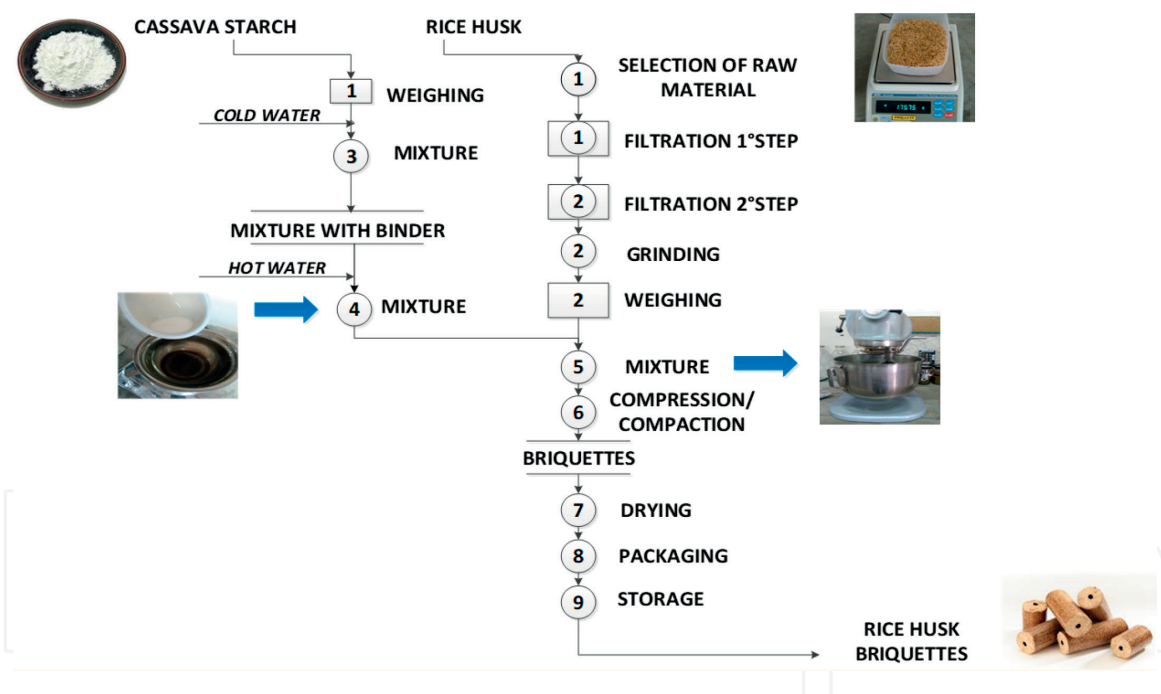 CASSAVA STARCH
RICE HUSK
1
SELECTION OF RAW
MATERIAL
1
WEIGHING
COLD WATER
1
FILTRATION 1°STEP
3
MIXTURE
2
FILTRATION 2°STEP
MIXTURE WITH BINDER
2
GRINDING
HOT WATER
2
WEIGHING
4
MIXTURE
5
MIXTURE
6
COMPRESSION/
COMPACTION
BRIQUETTES
7
DRYING
8
PACKAGING
9
STORAGE
RICE HUSK
BRIQUETTES